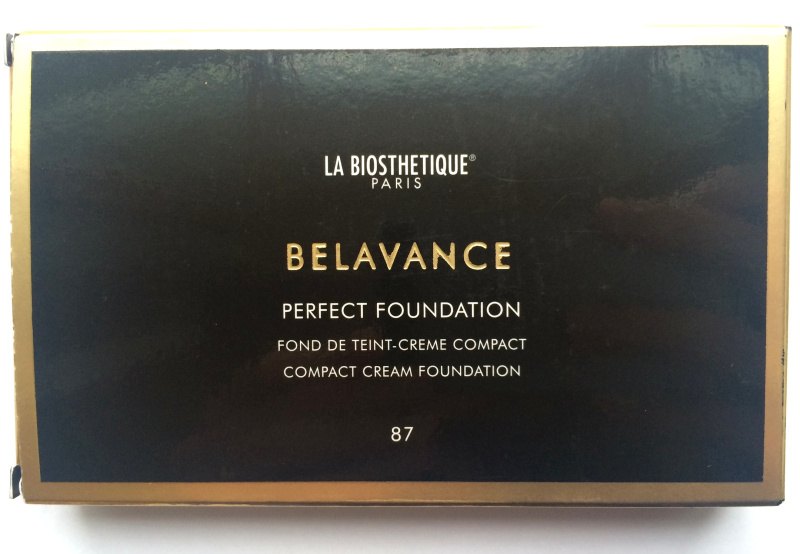 LA BIOSTHETIQUE®
PARIS
BELAVANCE
PERFECT FOUNDATION
FOND DE TEINT-CREME COMPACT
COMPACT CREAM FOUNDATION
87